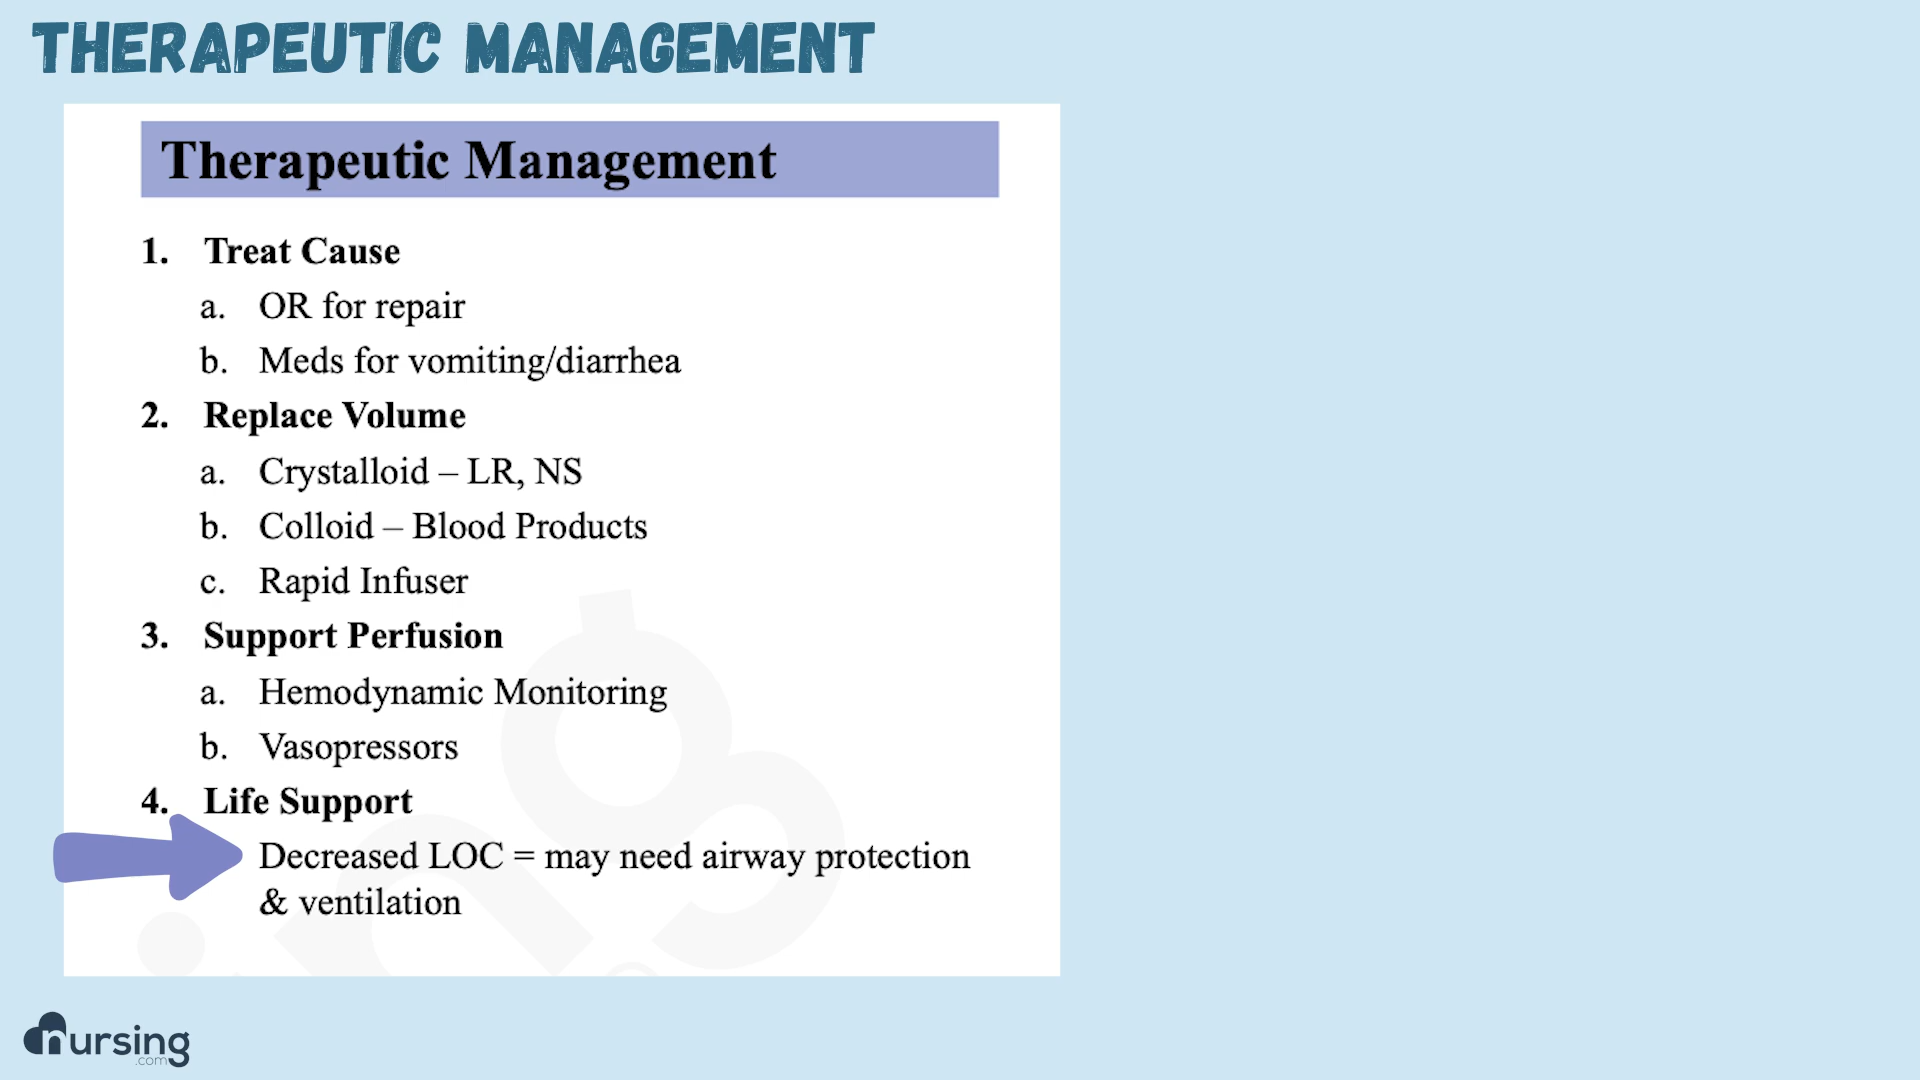 THERAPEUTIC MANAGEMENT
Therapeutic Management
1. Treat Cause
a. OR for repair
b. Meds for vomiting/diarrhea
2. Replace Volume
a. Crystalloid – LR, NS
b. Colloid – Blood Products
c. Rapid Infuser
3. Support Perfusion
a. Hemodynamic Monitoring
b. Vasopressors
4. Life Support
Decreased LOC = may need airway protection
& ventilation
nursing
.com